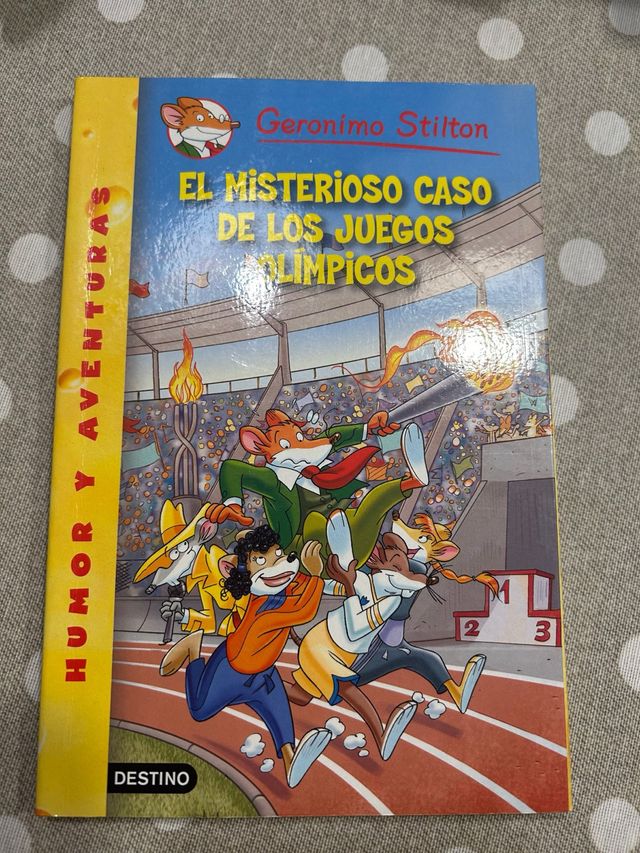 Geronimo Stilton
EL MISTERIOSO CASO
DE LOS JUEGOS
OLÍMPICOS
HUMOR Y AVENTURAS
1
2
3
DESTINO